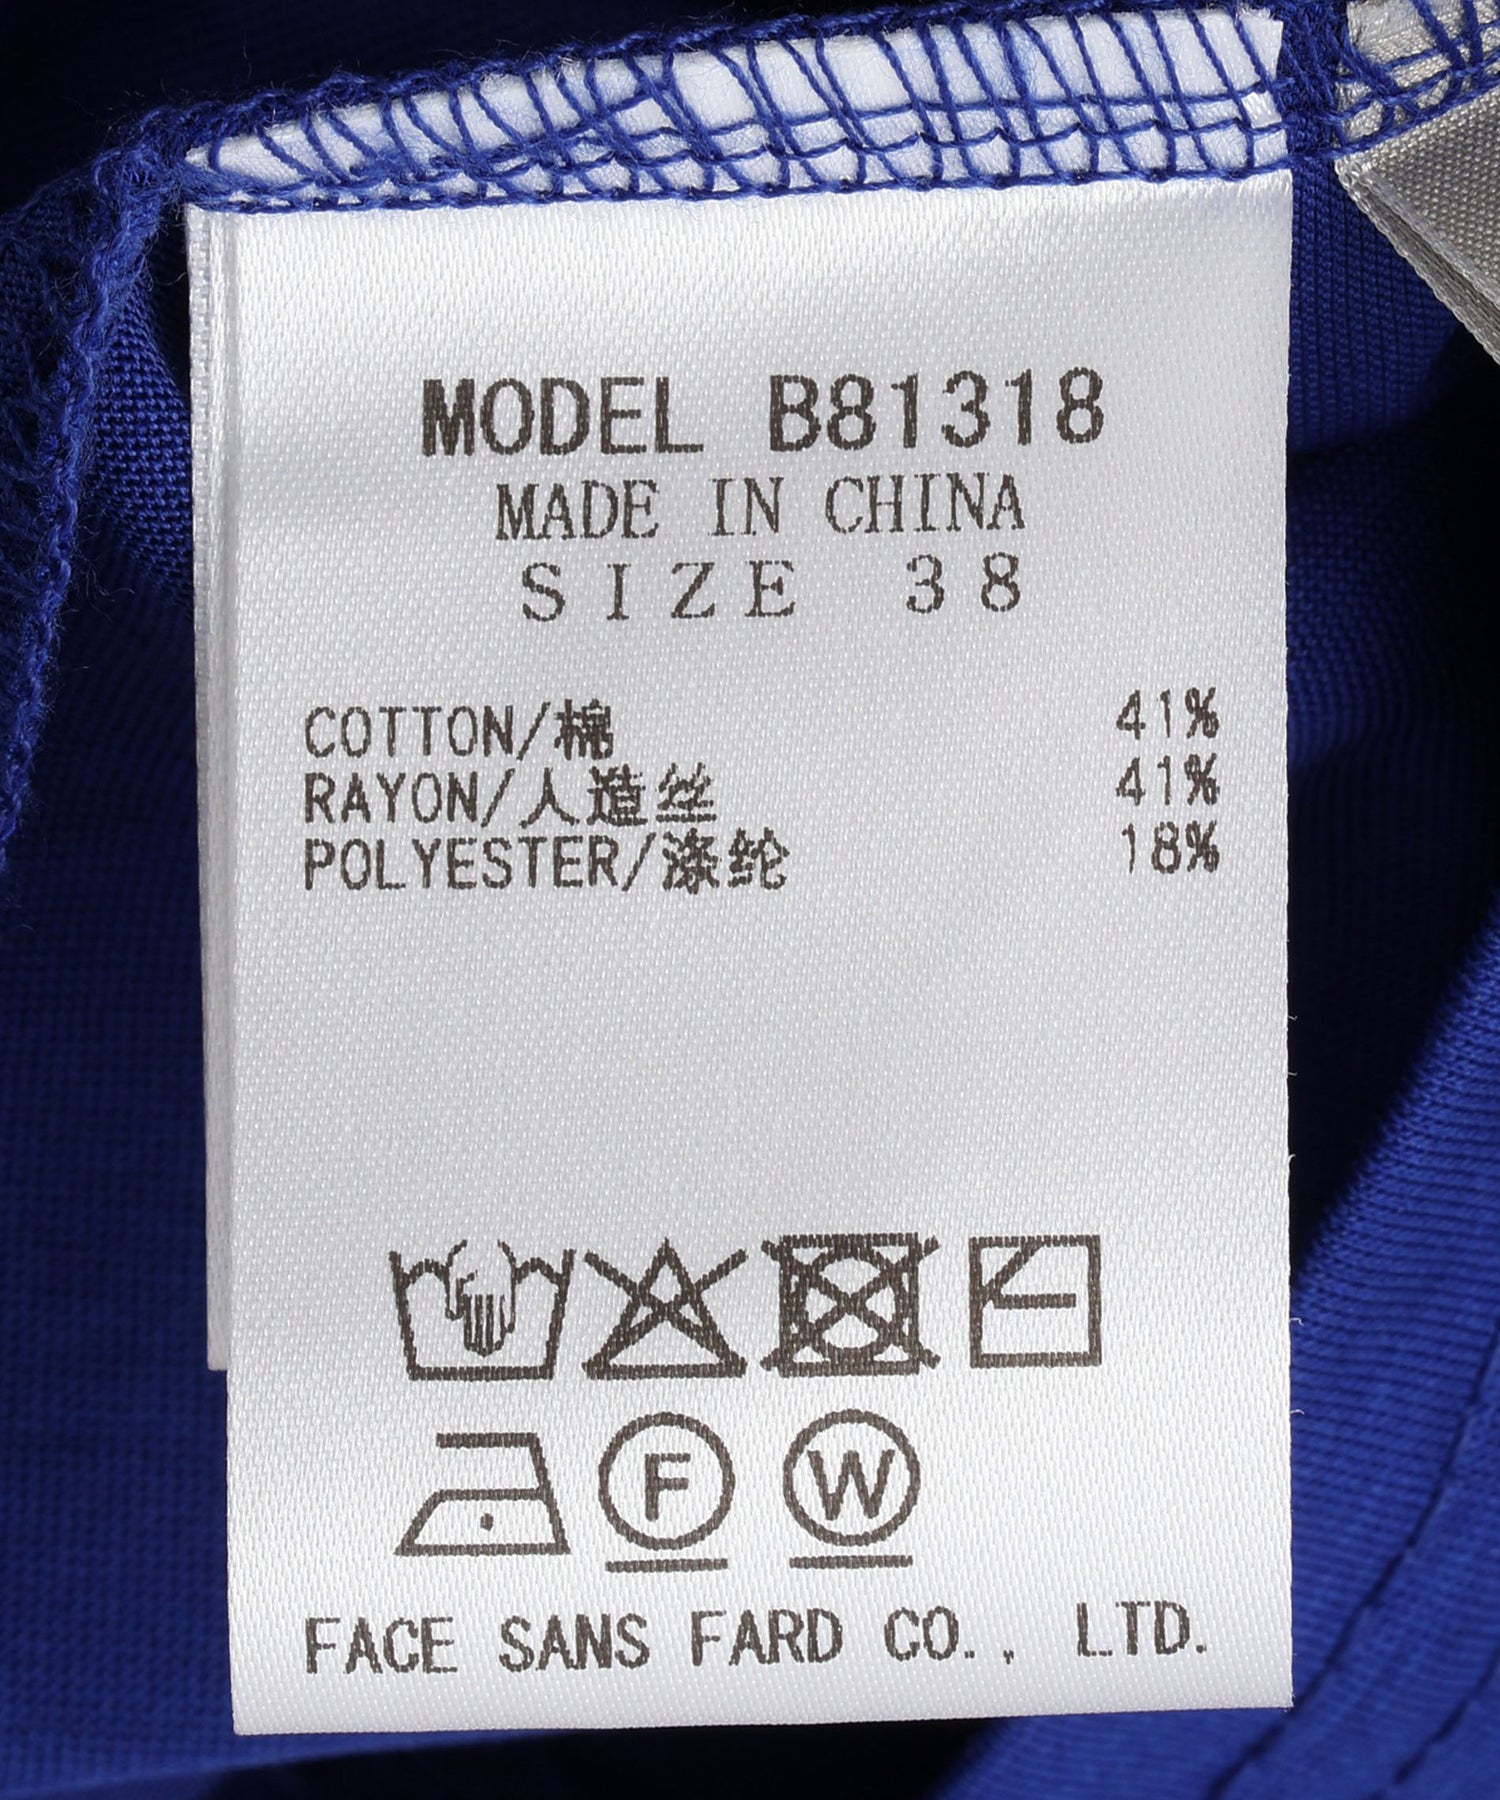 MODEL B81318
MADE IN CHINA
SIZE 38
COTTON/棉 41%
RAYON/人造丝 41%
POLYESTER/涤纶 18%
F W
FACE SANS FARD CO., LTD.